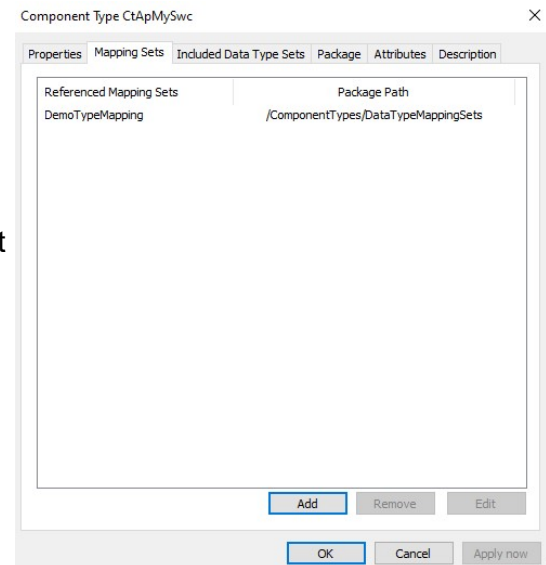 Component Type CtApMySwc
Properties Mapping Sets Included Data Type Sets Package Attributes Description
Referenced Mapping Sets Package Path
DemoTypeMapping /ComponentTypes/DataTypeMappingSets
t
Add Remove Edit
OK Cancel Apply now